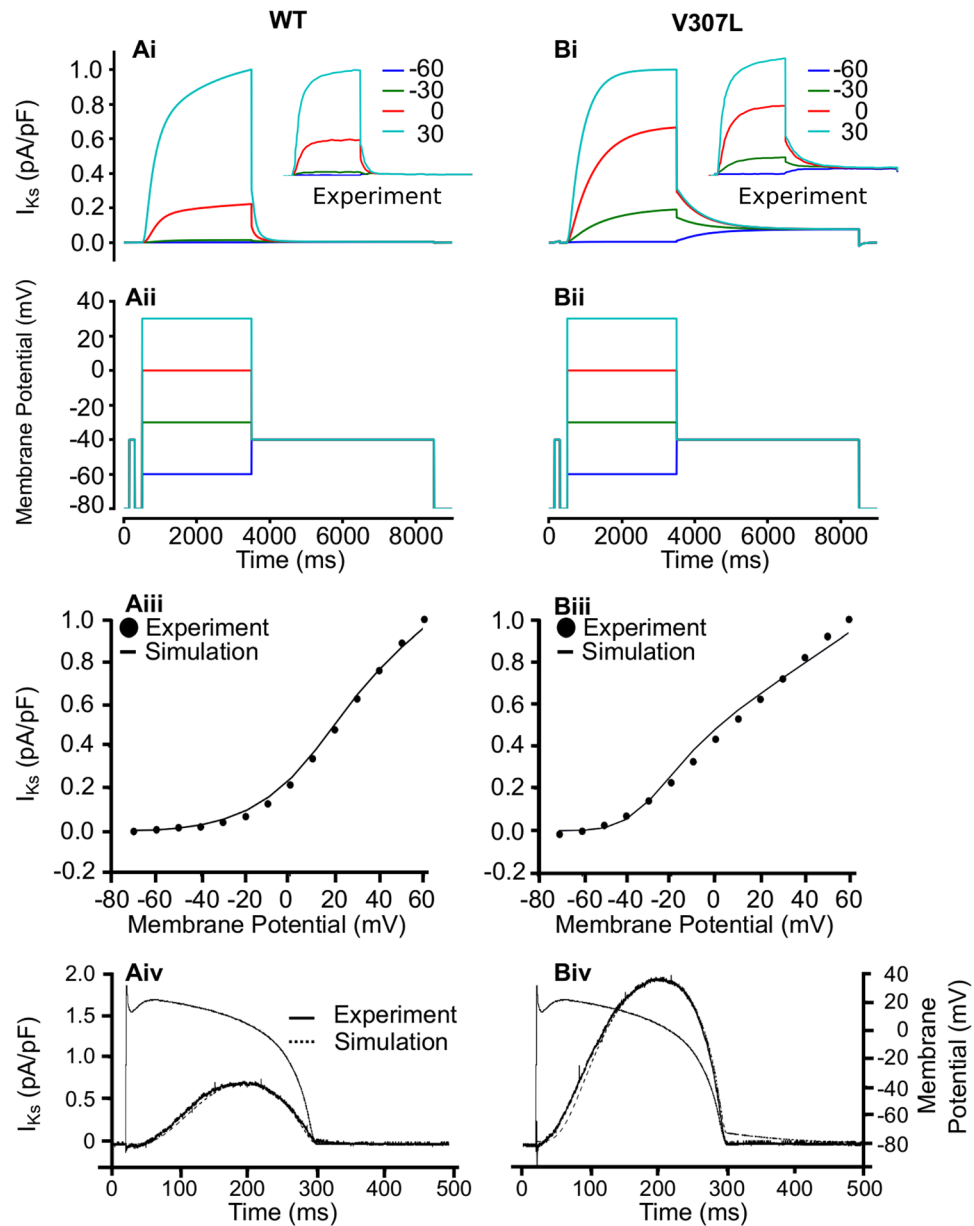 WT
V307L
Ai
Bi
1.0
0.8
0.6
0.4
0.2
0.0
IKs (pA/pF)
-60
-30
0
30
Experiment
-60
-30
0
30
Experiment
Aii
Bii
40
20
0
-20
-40
-60
-80
Membrane Potential (mV)
0 2000 4000 6000 8000
Time (ms)
0 2000 4000 6000 8000
Time (ms)
Aiii
Experiment
Simulation
1.0
0.8
0.6
0.4
0.2
0.0
-0.2
IKs (pA/pF)
-80 -60 -40 -20 0 20 40 60
Membrane Potential (mV)
Biii
Experiment
Simulation
1.0
0.8
0.6
0.4
0.2
0.0
-0.2
-80 -60 -40 -20 0 20 40 60
Membrane Potential (mV)
Aiv
Experiment
Simulation
2.0
1.5
1.0
0.5
0
IKs (pA/pF)
0 100 200 300 400 500
Time (ms)
Biv
40
20
0
-20
-40
-60
-80
Membrane
Potential (mV)
0 100 200 300 400 500
Time (ms)